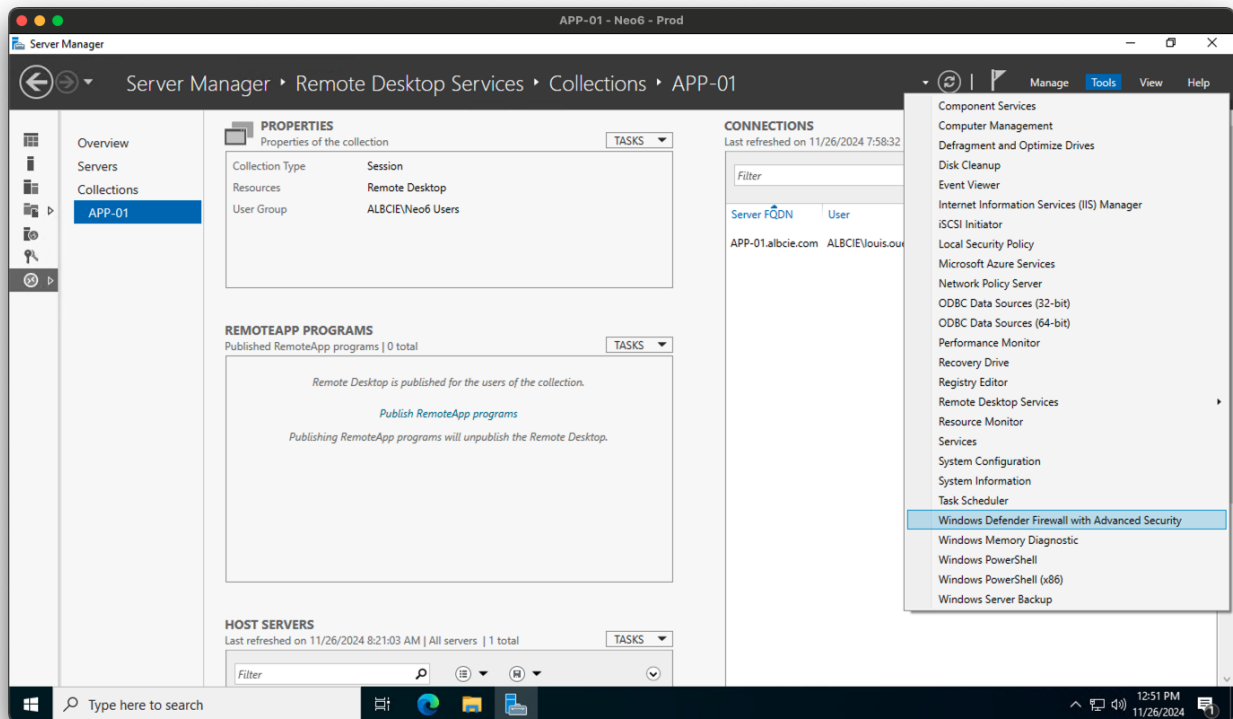 APP-01 - Neo6 - Prod
Server Manager
Server Manager ‣ Remote Desktop Services ‣ Collections ‣ APP-01
Manage Tools View Help
Overview
Servers
Collections
APP-01
PROPERTIES
Properties of the collection
TASKS
Collection Type Session
Resources Remote Desktop
User Group ALBCIE\Neo6 Users
REMOTEAPP PROGRAMS
Published RemoteApp programs | 0 total
TASKS
Remote Desktop is published for the users of the collection.
Publish RemoteApp programs
Publishing RemoteApp programs will unpublish the Remote Desktop.
HOST SERVERS
Last refreshed on 11/26/2024 8:21:03 AM | All servers | 1 total
TASKS
Filter
CONNECTIONS
Last refreshed on 11/26/2024 7:58:32
Filter
Server FQDN User
APP-01.albcie.com ALBCIE\louis.oue
Component Services
Computer Management
Defragment and Optimize Drives
Disk Cleanup
Event Viewer
Internet Information Services (IIS) Manager
iSCSI Initiator
Local Security Policy
Microsoft Azure Services
Network Policy Server
ODBC Data Sources (32-bit)
ODBC Data Sources (64-bit)
Performance Monitor
Recovery Drive
Registry Editor
Remote Desktop Services
Resource Monitor
Services
System Configuration
System Information
Task Scheduler
Windows Defender Firewall with Advanced Security
Windows Memory Diagnostic
Windows PowerShell
Windows PowerShell (x86)
Windows Server Backup
Type here to search
12:51 PM
11/26/2024
1